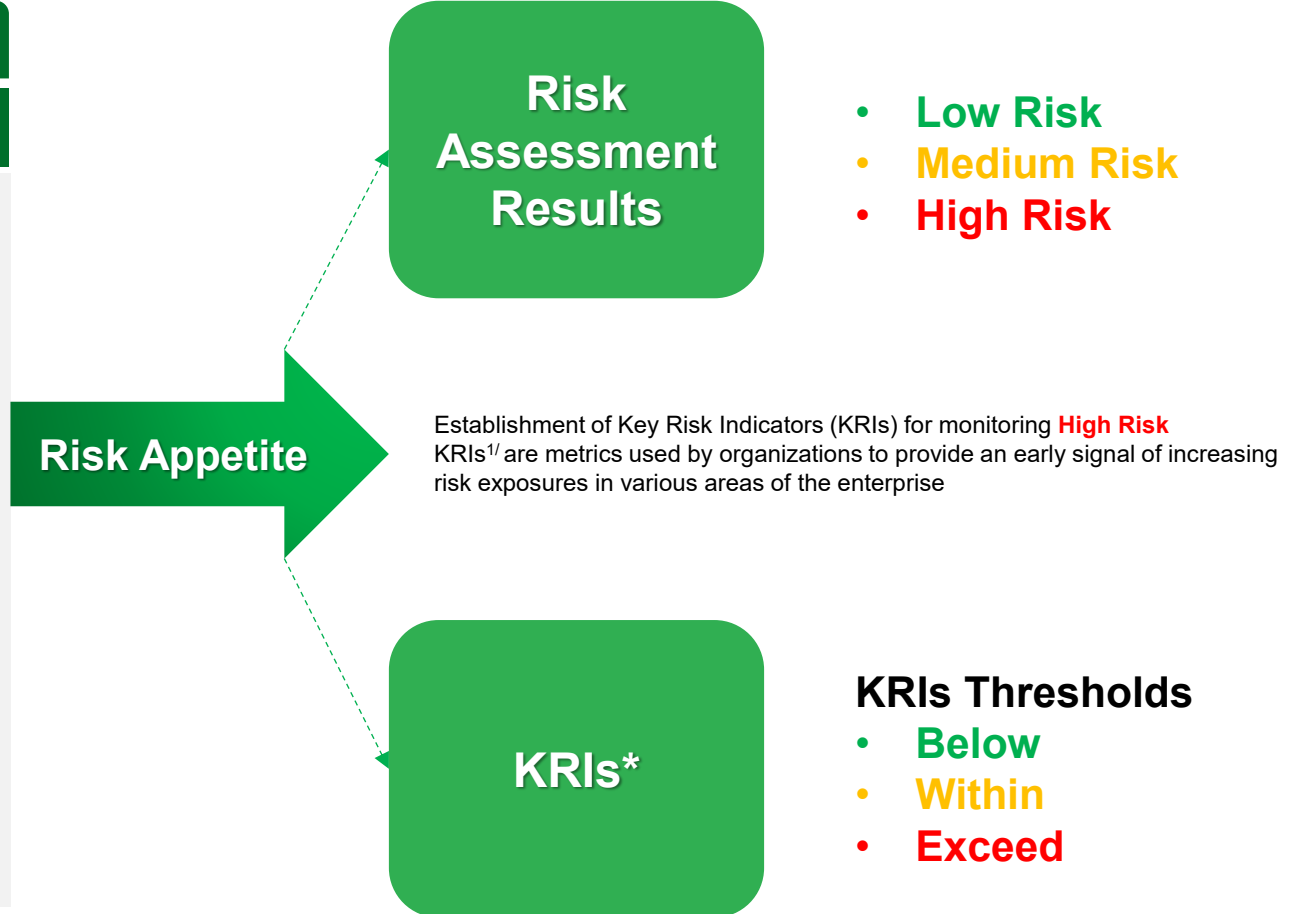 Risk
Assessment
Results
• Low Risk
• Medium Risk
• High Risk
Risk Appetite
Establishment of Key Risk Indicators (KRIs) for monitoring High Risk
KRIs1/ are metrics used by organizations to provide an early signal of increasing
risk exposures in various areas of the enterprise
KRIs*
KRIs Thresholds
• Below
• Within
• Exceed